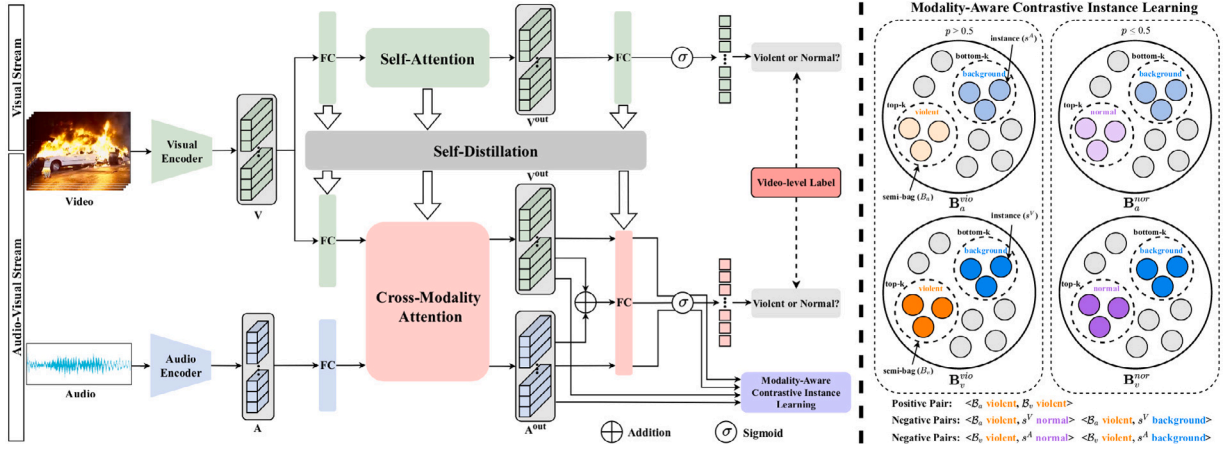 Visual Stream
Audio-Visual Stream
Video
Visual Encoder
V
Audio
Audio Encoder
A
FC
Self-Attention
V^out
FC
σ
Violent or Normal?
Self-Distillation
Video-level Label
FC
V^out
Cross-Modality Attention
FC
σ
Violent or Normal?
FC
A^out
Modality-Aware
Contrastive Instance
Learning
Addition
σ Sigmoid
Modality-Aware Contrastive Instance Learning
p > 0.5
instance (s^A)
bottom-k
background
top-k
violent
semi-bag (B_a)
B_a^vio
p < 0.5
bottom-k
background
top-k
normal
B_a^nor
instance (s^V)
bottom-k
background
top-k
violent
semi-bag (B_v)
B_v^vio
bottom-k
background
top-k
normal
B_v^nor
Positive Pair: <B_a violent, B_v violent>
Negative Pairs: <B_a violent, s^V normal> <B_a violent, s^V background>
Negative Pairs: <B_v violent, s^A normal> <B_v violent, s^A background>